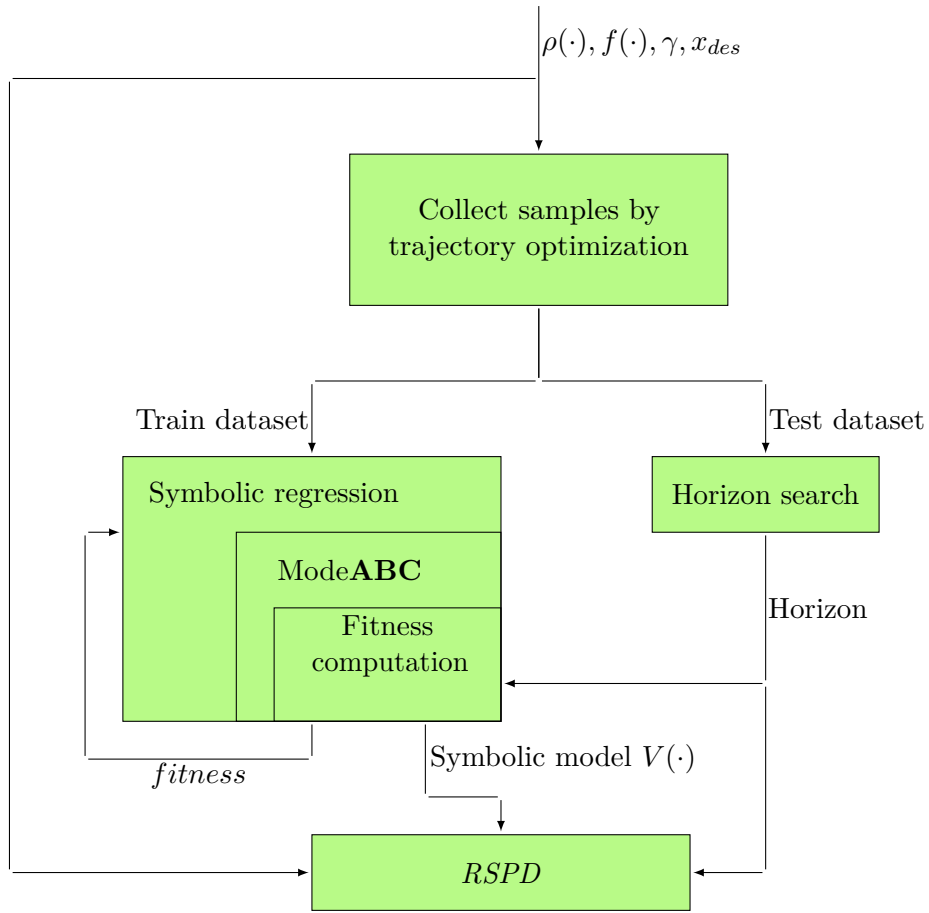 ρ(·), f(·), γ, x_des
Collect samples by
trajectory optimization
Train dataset
Test dataset
Symbolic regression
Horizon search
ModeABC
Horizon
Fitness
computation
Symbolic model V(·)
fitness
RSPD